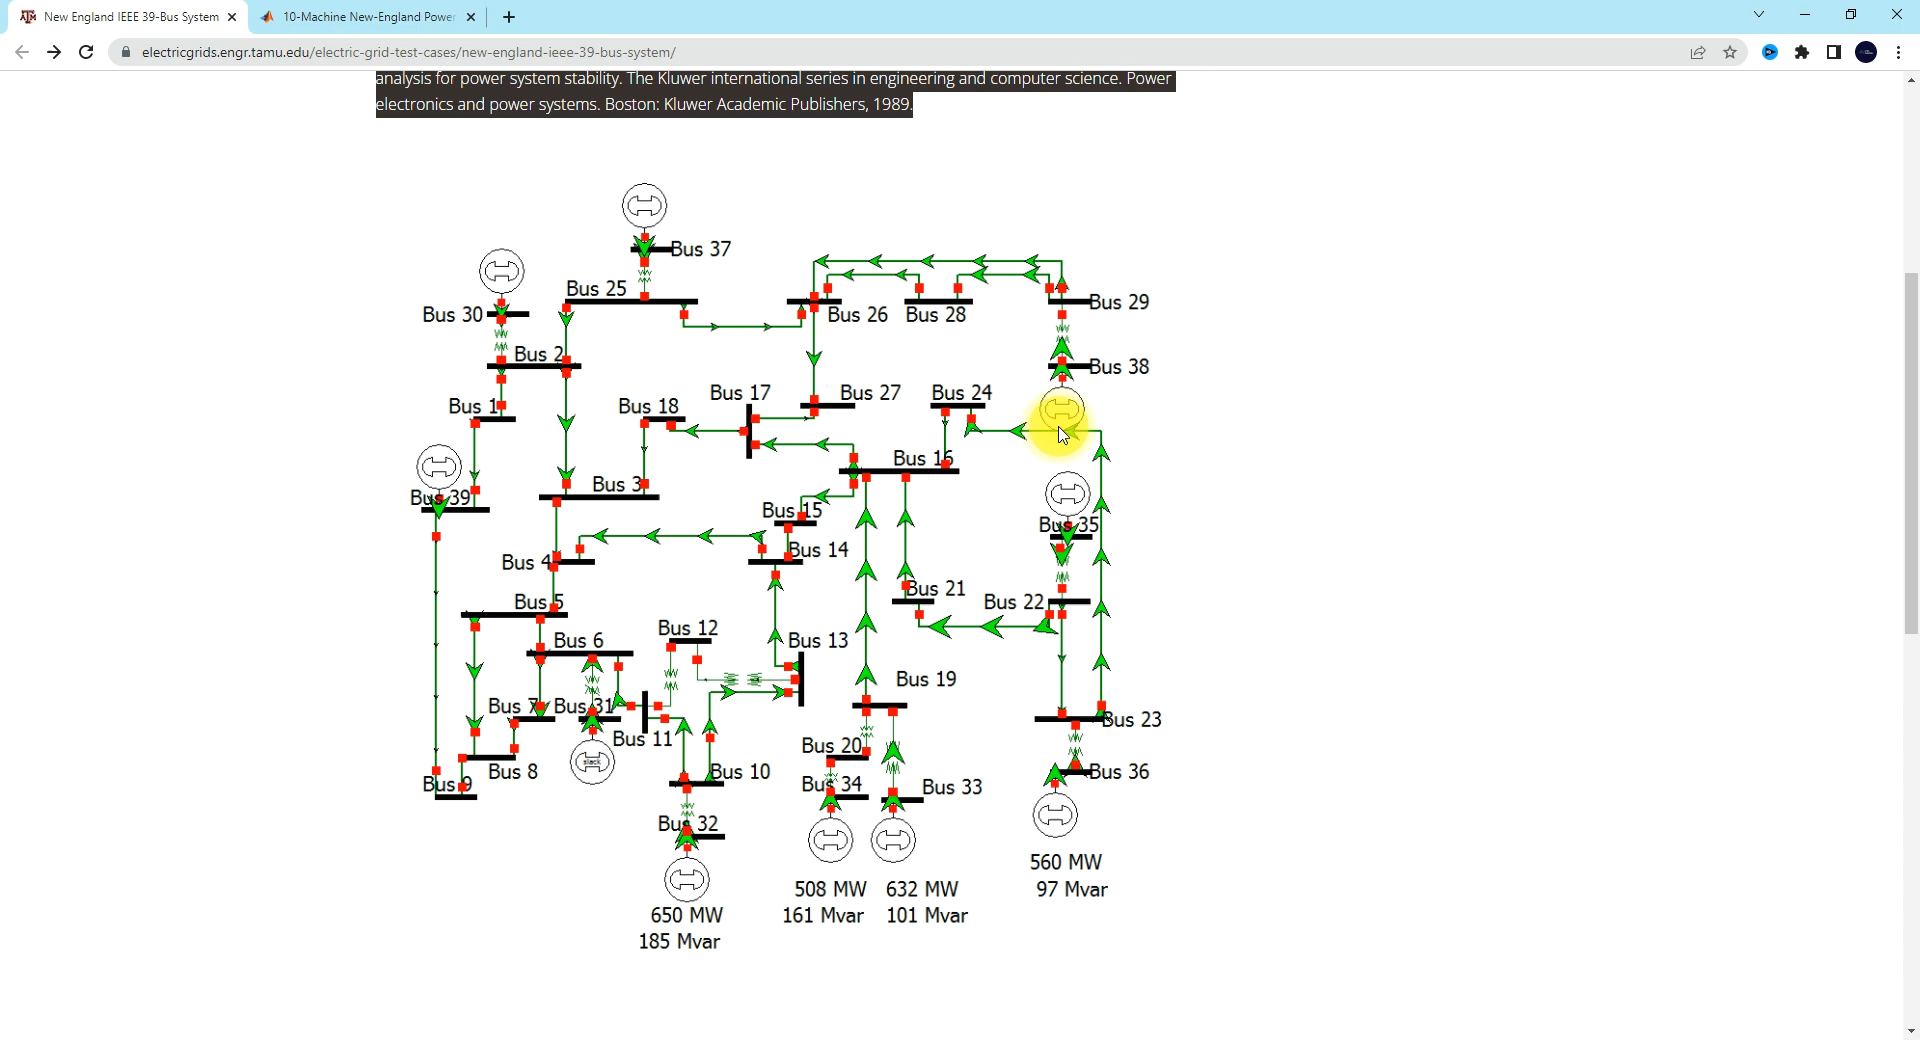 New England IEEE 39-Bus System
10-Machine New-England Power
electricgrids.engr.tamu.edu/electric-grid-test-cases/new-england-ieee-39-bus-system/
analysis for power system stability. The Kluwer international series in engineering and computer science. Power
electronics and power systems. Boston: Kluwer Academic Publishers, 1989.
Bus 37
Bus 25
Bus 30
Bus 26
Bus 28
Bus 29
Bus 2
Bus 38
Bus 1
Bus 18
Bus 17
Bus 27
Bus 24
Bus 16
Bus 39
Bus 3
Bus 15
Bus 35
Bus 4
Bus 14
Bus 5
Bus 21
Bus 22
Bus 6
Bus 12
Bus 13
Bus 19
Bus 7
Bus 31
Bus 11
Bus 23
Bus 20
slack
Bus 8
Bus 10
Bus 36
Bus 9
Bus 34
Bus 33
Bus 32
560 MW
97 Mvar
508 MW
161 Mvar
632 MW
101 Mvar
650 MW
185 Mvar